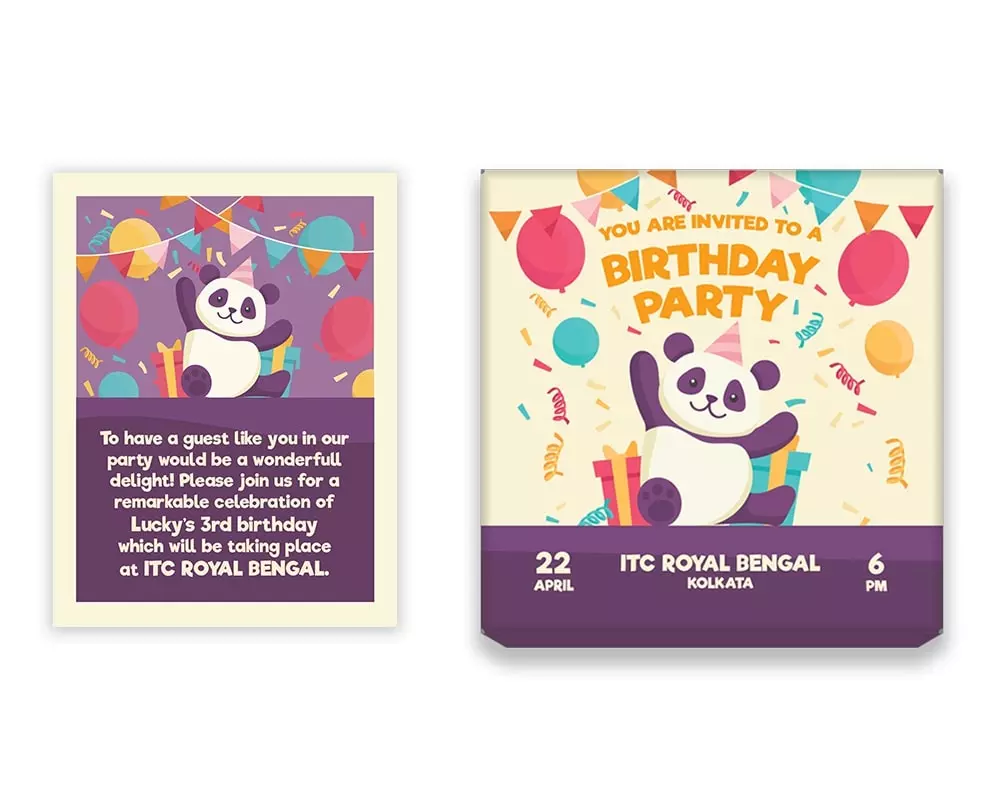 To have a guest like you in our
party would be a wonderfull
delight! Please join us for a
remarkable celebration of
Lucky's 3rd birthday
which will be taking place
at ITC ROYAL BENGAL.
YOU ARE INVITED TO A
BIRTHDAY
PARTY
22
APRIL
ITC ROYAL BENGAL
KOLKATA
6
PM